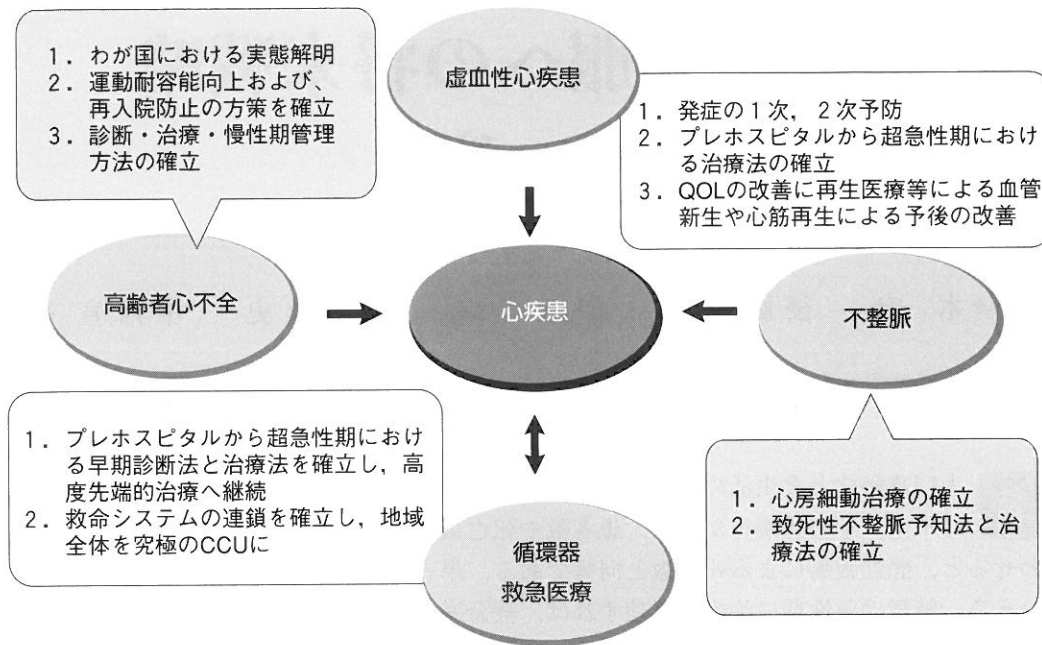 1. わが国における実態解明
2. 運動耐容能向上および、
再入院防止の方策を確立
3. 診断・治療・慢性期管理
方法の確立
虚血性心疾患
1. 発症の1次，2次予防
2. プレホスピタルから超急性期におけ
る治療法の確立
3. QOLの改善に再生医療等による血管
新生や心筋再生による予後の改善
高齢者心不全
心疾患
不整脈
1. プレホスピタルから超急性期におけ
る早期診断法と治療法を確立し，高
度先端的治療へ継続
2. 救命システムの連鎖を確立し，地域
全体を究極のCCUに
循環器
救急医療
1. 心房細動治療の確立
2. 致死性不整脈予知法と治
療法の確立